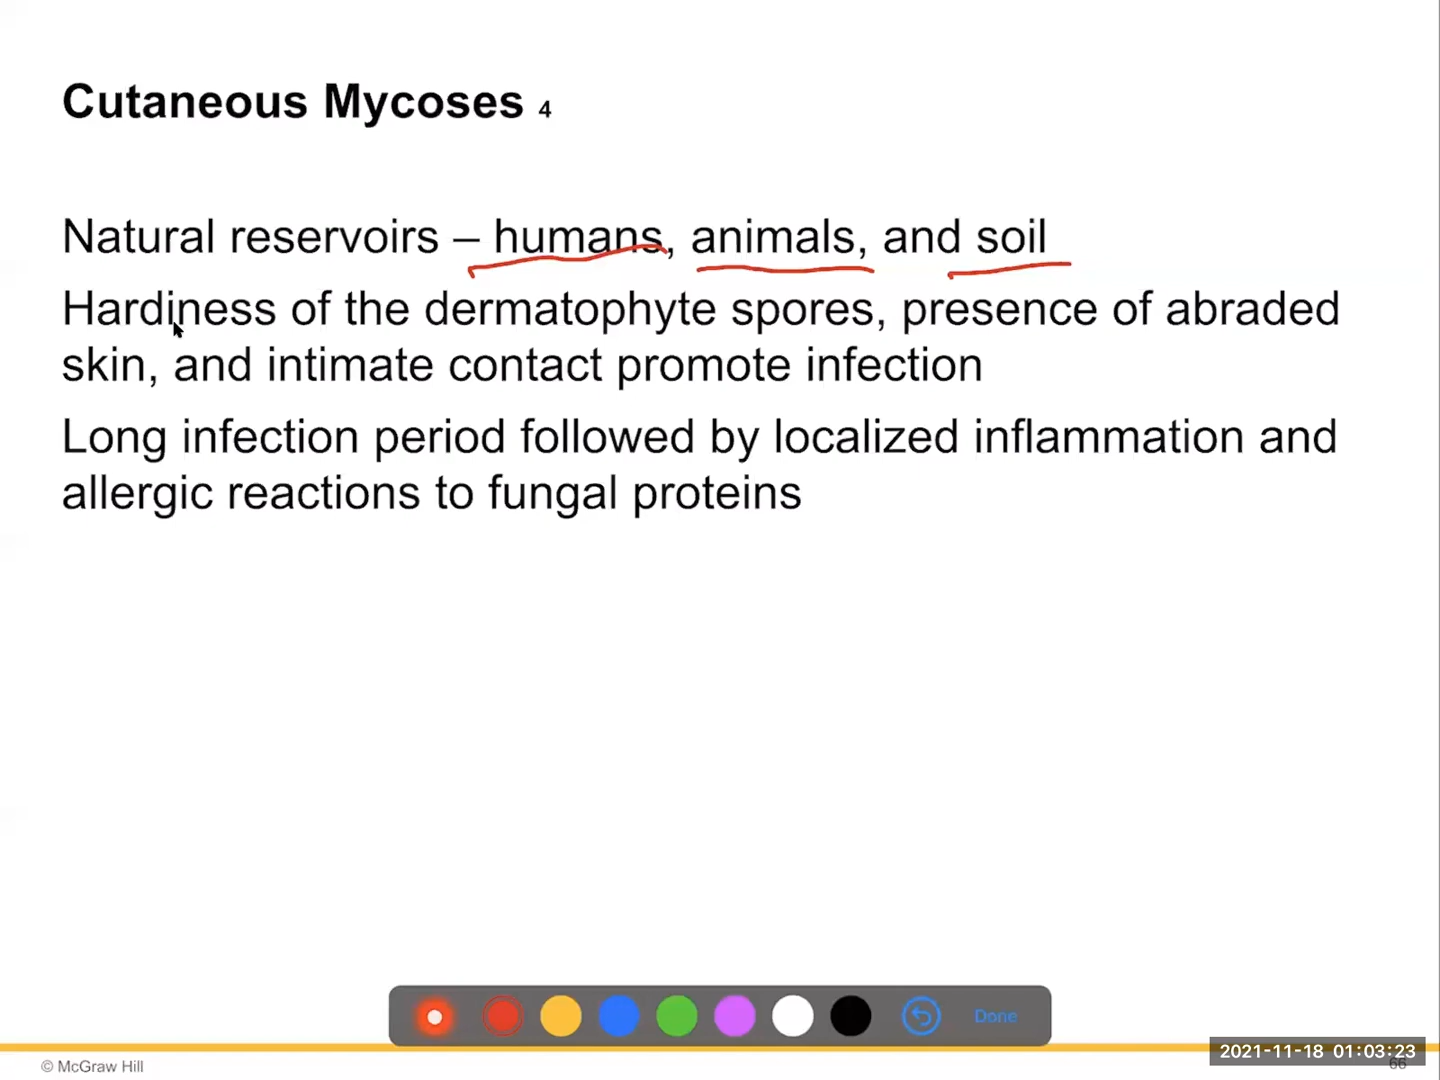 Cutaneous Mycoses 4
Natural reservoirs – humans, animals, and soil
Hardiness of the dermatophyte spores, presence of abraded
skin, and intimate contact promote infection
Long infection period followed by localized inflammation and
allergic reactions to fungal proteins
Done
2021-11-18 01:03:23
© McGraw Hill